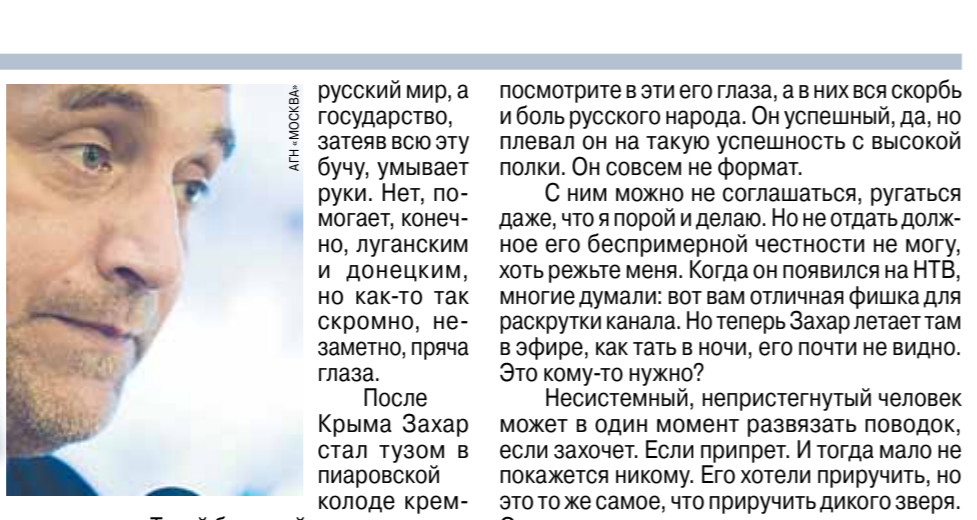 АГН «МОСКВА»
русский мир, а
государство,
затеяв всю эту
бучу, умывает
руки. Нет, по-
могает, конеч-
но, луганским
и донецким,
но как-то так
скромно, не-
заметно, пряча
глаза.
После
Крыма Захар
стал тузом в
пиаровской
колоде крем-
посмотрите в эти его глаза, а в них вся скорбь
и боль русского народа. Он успешный, да, но
плевал он на такую успешность с высокой
полки. Он совсем не формат.
С ним можно не соглашаться, ругаться
даже, что я порой и делаю. Но не отдать долж-
ное его беспримерной честности не могу,
хоть режьте меня. Когда он появился на НТВ,
многие думали: вот вам отличная фишка для
раскрутки канала. Но теперь Захар летает там
в эфире, как тать в ночи, его почти не видно.
Это кому-то нужно?
Несистемный, непристегнутый человек
может в один момент развязать поводок,
если захочет. Если припрет. И тогда мало не
покажется никому. Его хотели приручить, но
это то же самое, что приручить дикого зверя.